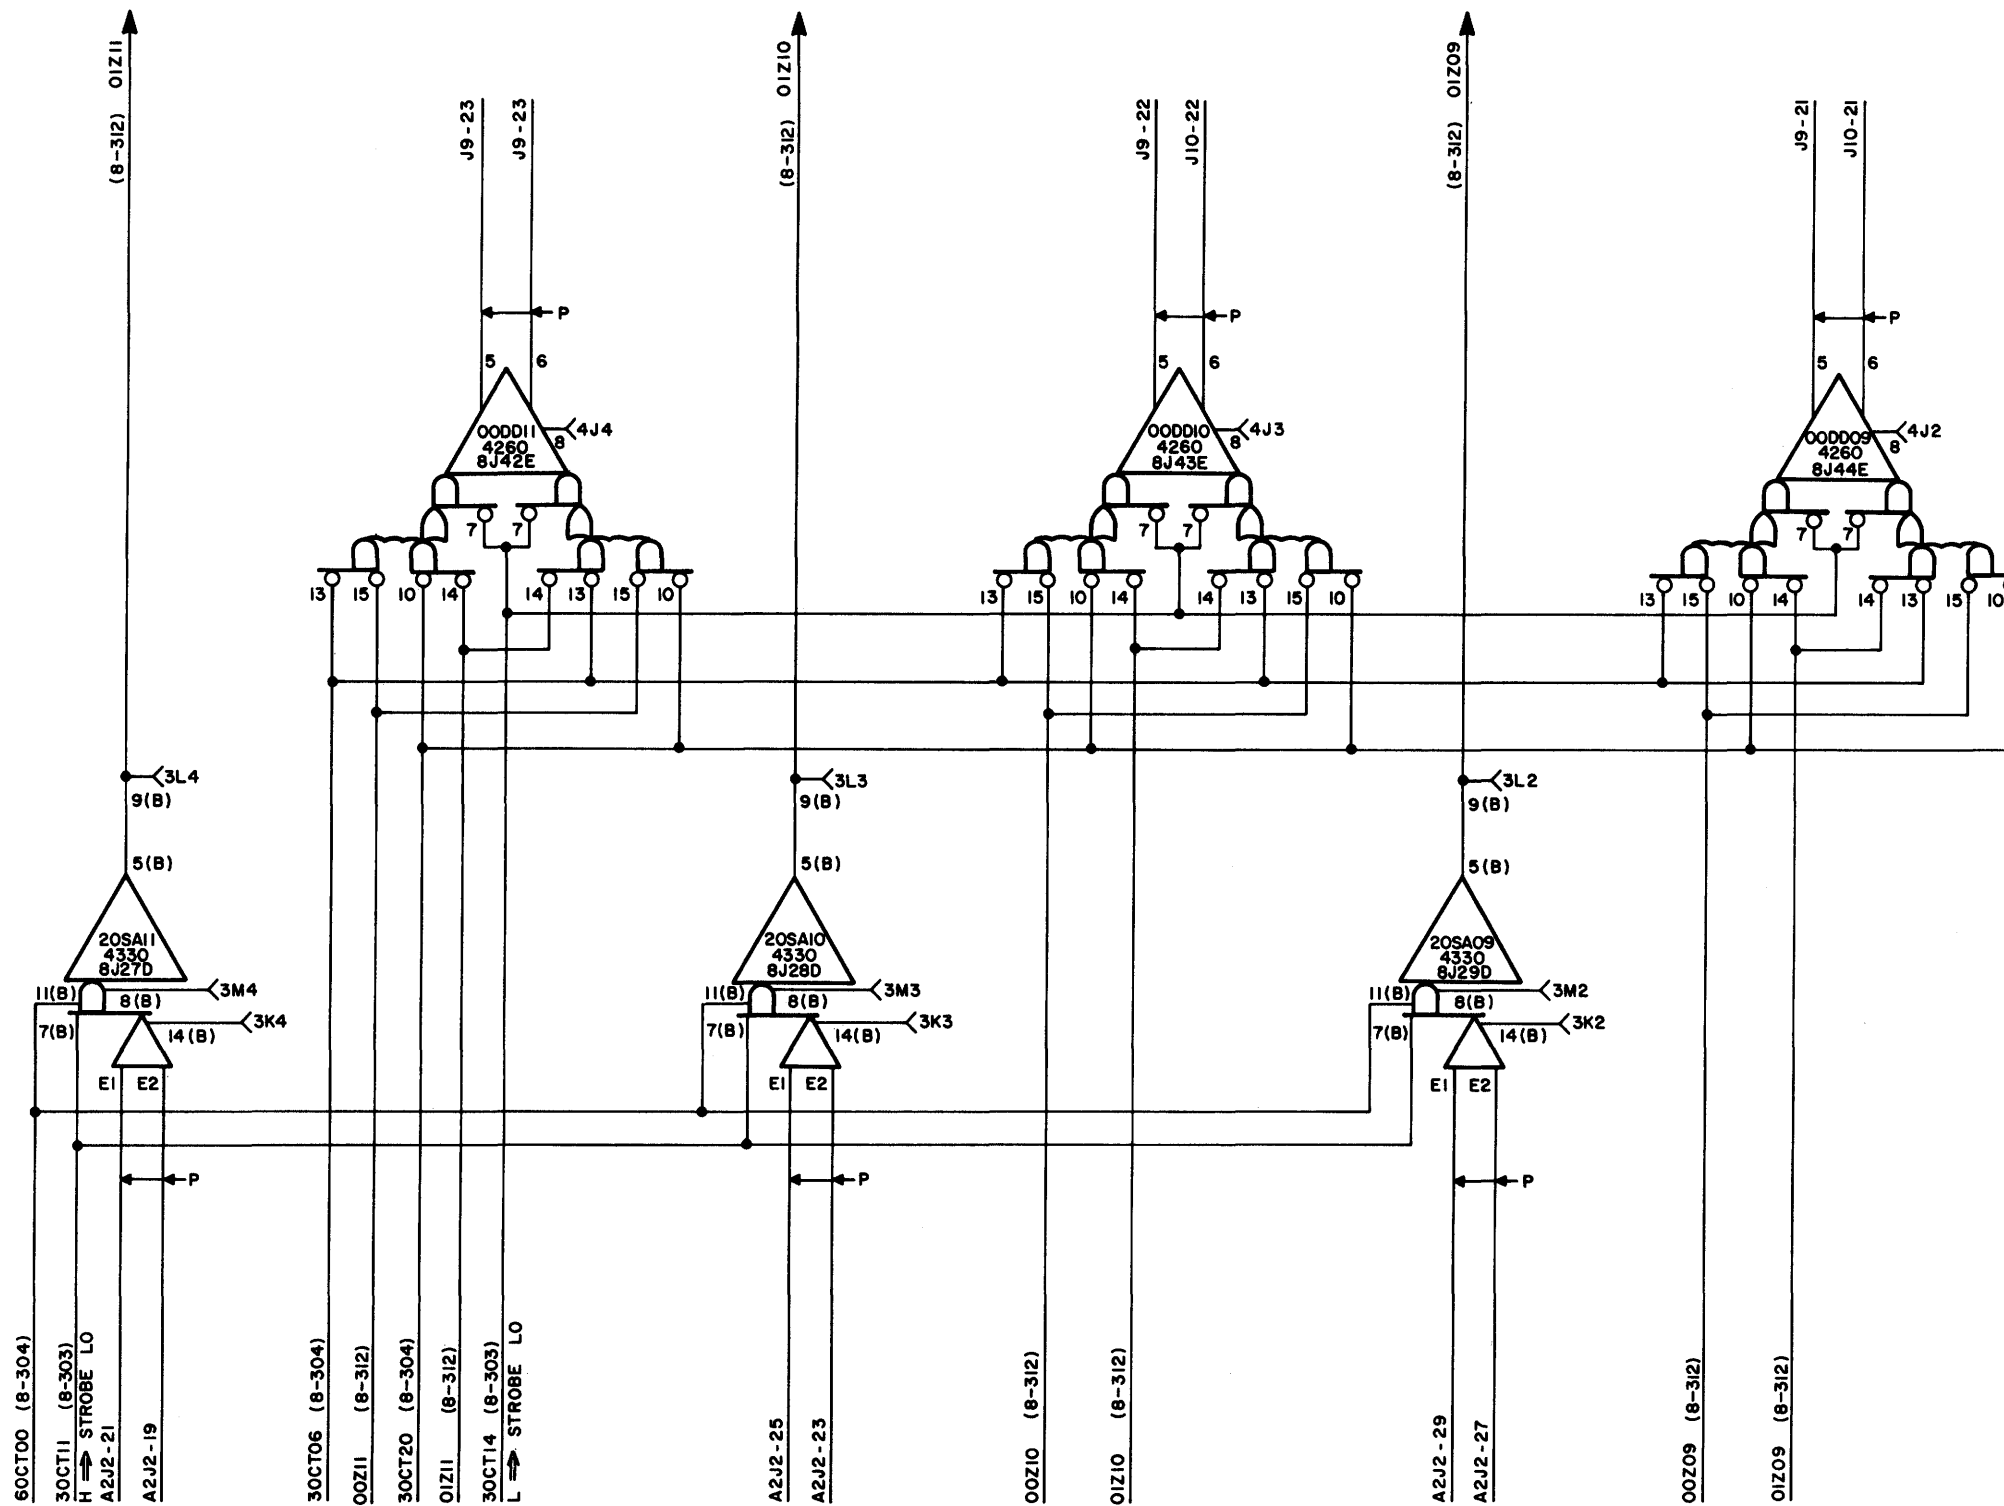 (8-312) 01Z11
J9-23
J9-23
(8-312) 01Z10
J9-22
J10-22
(8-312) 01Z09
J9-21
J10-21
P
P
P
5 6
5 6
5 6
00DD11
4260
8J42E
8
4J4
00DD10
4260
8J43E
8
4J3
00DD09
4260
8J44E
8
4J2
7 7
7 7
7 7
13 15 10 14 14 13 15 10
13 15 10 14 14 13 15 10
13 15 10 14 14 13 15 10
3L4
9(B)
5(B)
3L3
9(B)
5(B)
3L2
9(B)
5(B)
20SA11
4330
8J27D
20SA10
4330
8J28D
20SA09
4330
8J29D
11(B) 8(B) 3M4
7(B) 14(B) 3K4
E1 E2
11(B) 8(B) 3M3
7(B) 14(B) 3K3
E1 E2
11(B) 8(B) 3M2
7(B) 14(B) 3K2
E1 E2
P
P
P
60CT00 (8-304)
30CT11 (8-303)
H ⇒ STROBE LO
A2J2-21
A2J2-19
30CT06 (8-304)
00Z11 (8-312)
30CT20 (8-304)
01Z11 (8-312)
30CT14 (8-303)
L ⇒ STROBE LO
A2J2-25
A2J2-23
00Z10 (8-312)
01Z10 (8-312)
A2J2-29
A2J2-27
00Z09 (8-312)
01Z09 (8-312)